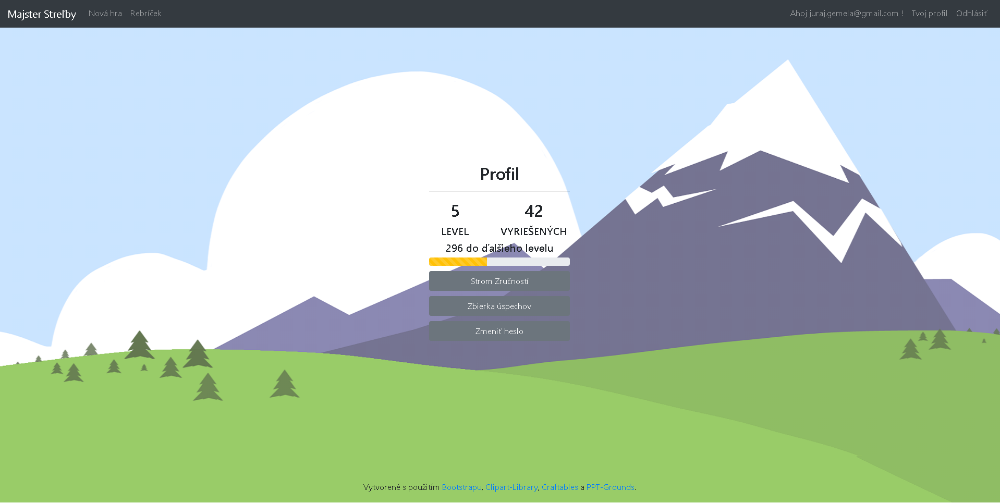 Majster Streľby Nová hra Rebríček Ahoj juraj.gemela@gmail.com ! Tvoj profil Odhlásiť
Profil
5 42
LEVEL VYRIEŠENÝCH
296 do ďalšieho levelu
Strom Zručností
Zbierka úspechov
Zmeniť heslo
Vytvorené s použitím Bootstrapu, Clipart-Library, Craftables a PPT-Grounds.